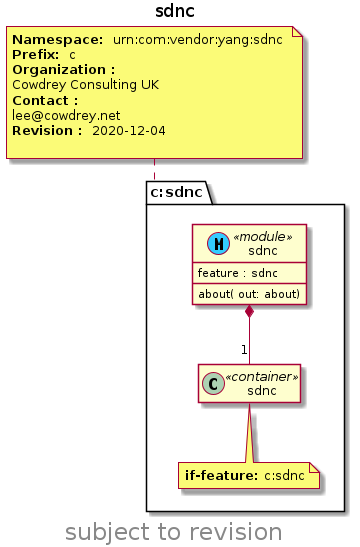 sdnc
Namespace: urn:com:vendor:yang:sdnc
Prefix: c
Organization :
Cowdrey Consulting UK
Contact :
lee@cowdrey.net
Revision : 2020-12-04
c:sdnc
M «module»
sdnc
feature : sdnc
about( out: about)
1
C «container»
sdnc
if-feature: c:sdnc
subject to revision